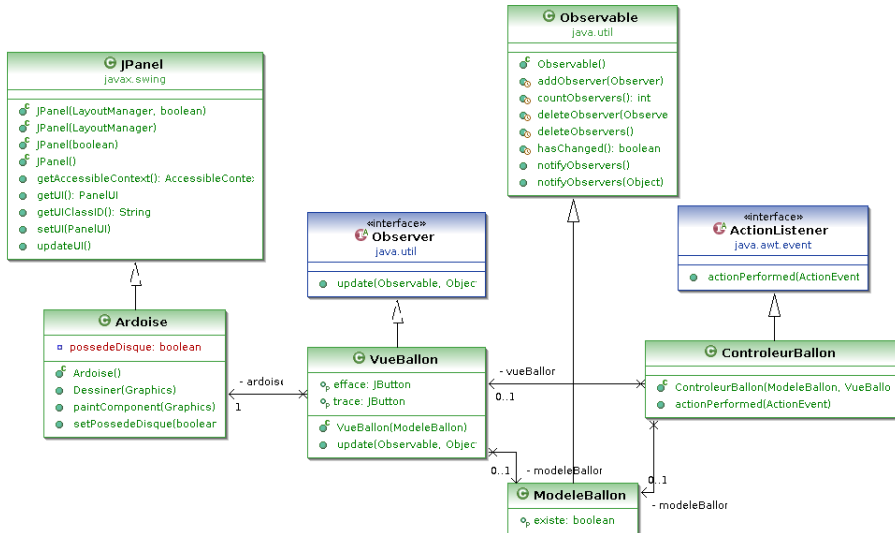 Observable
java.util
Observable()
addObserver(Observer)
countObservers(): int
deleteObserver(Observe
deleteObservers()
hasChanged(): boolean
notifyObservers()
notifyObservers(Object)
JPanel
javax.swing
JPanel(LayoutManager, boolean)
JPanel(LayoutManager)
JPanel(boolean)
JPanel()
getAccessibleContext(): AccessibleConte
getUI(): PanelUI
getUIClassID(): String
setUI(PanelUI)
updateUI()
«interface»
Observer
java.util
update(Observable, Objec
«interface»
ActionListener
java.awt.event
actionPerformed(ActionEvent
Ardoise
possedeDisque: boolean
Ardoise()
Dessiner(Graphics)
paintComponent(Graphics)
setPossedeDisque(boolear
- ardoise
1
VueBallon
efface: JButton
trace: JButton
VueBallon(ModeleBallon)
update(Observable, Objec
- vueBallor
0..1
ControleurBallon
ControleurBallon(ModeleBallon, VueBallo
actionPerformed(ActionEvent)
0..1
- modeleBallor
0..1
- modeleBallor
ModeleBallon
existe: boolean